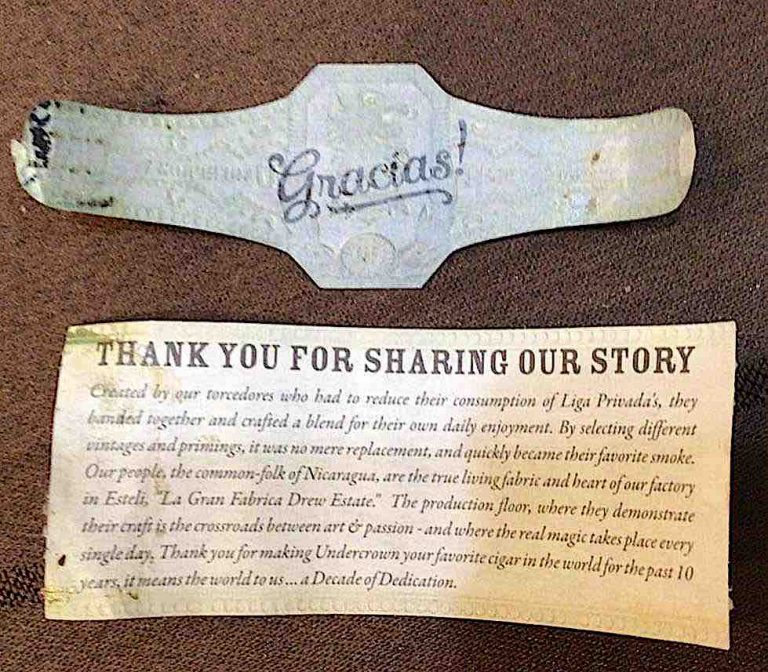 Gracias!
THANK YOU FOR SHARING OUR STORY
Created by our torcedores who had to reduce their consumption of Liga Privada's, they
banded together and crafted a blend for their own daily enjoyment. By selecting different
vintages and primings, it was no mere replacement, and quickly became their favorite smoke.
Our people, the common-folk of Nicaragua, are the true living fabric and heart of our factory
in Esteli, "La Gran Fabrica Drew Estate." The production floor, where they demonstrate
their craft is the crossroads between art & passion - and where the real magic takes place every
single day. Thank you for making Undercrown your favorite cigar in the world for the past 10
years, it means the world to us... a Decade of Dedication.